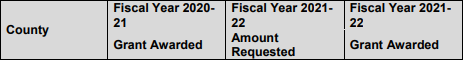 County
Fiscal Year 2020-
21
Grant Awarded
Fiscal Year 2021-
22
Amount
Requested
Fiscal Year 2021-
22
Grant Awarded